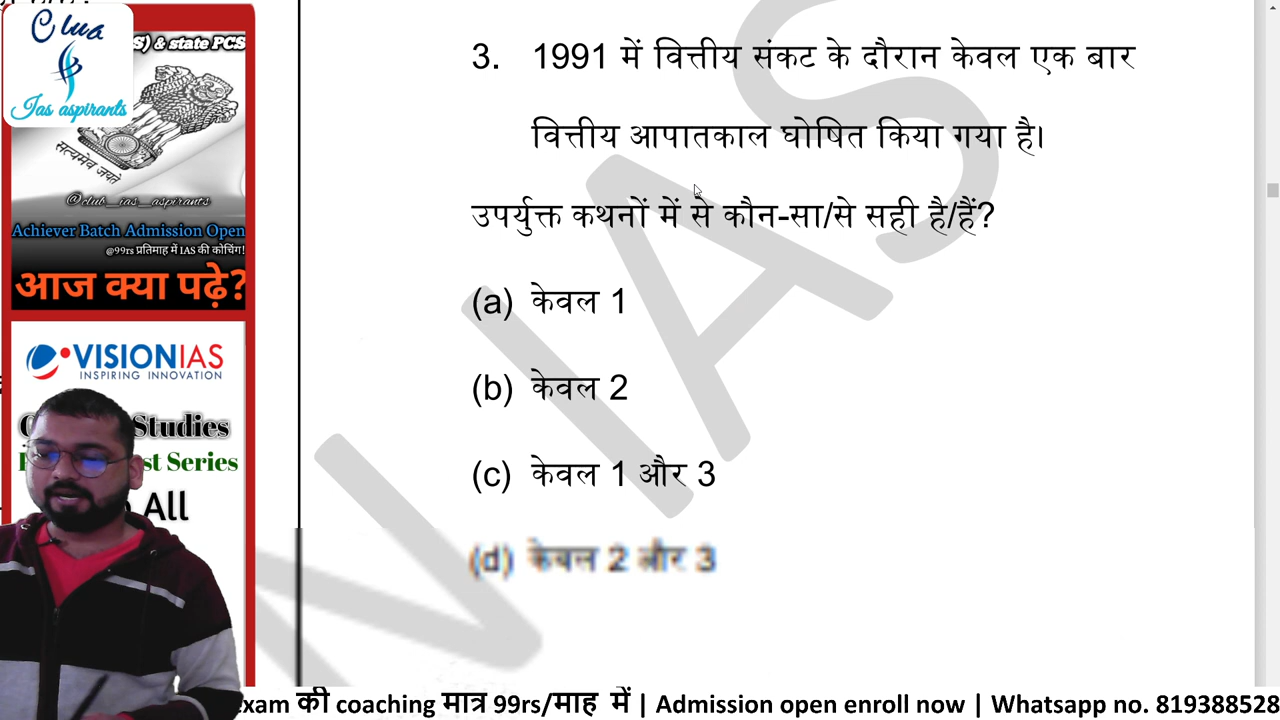 Club
Ias aspirants
S) & state PCS
सत्यमेव जयते
@club_ias_aspirants
Achiever Batch Admission Open
@99rs प्रतिमाह में IAS की कोचिंग!
आज क्या पढ़े?
VISIONIAS
INSPIRING INNOVATION
Studies
st Series
All
3. 1991 में वित्तीय संकट के दौरान केवल एक बार
वित्तीय आपातकाल घोषित किया गया है।
उपर्युक्त कथनों में से कौन-सा/से सही है/हैं?
(a) केवल 1
(b) केवल 2
(c) केवल 1 और 3
(d) केवल 2 और 3
exam की coaching मात्र 99rs/माह में | Admission open enroll now | Whatsapp no. 819388528